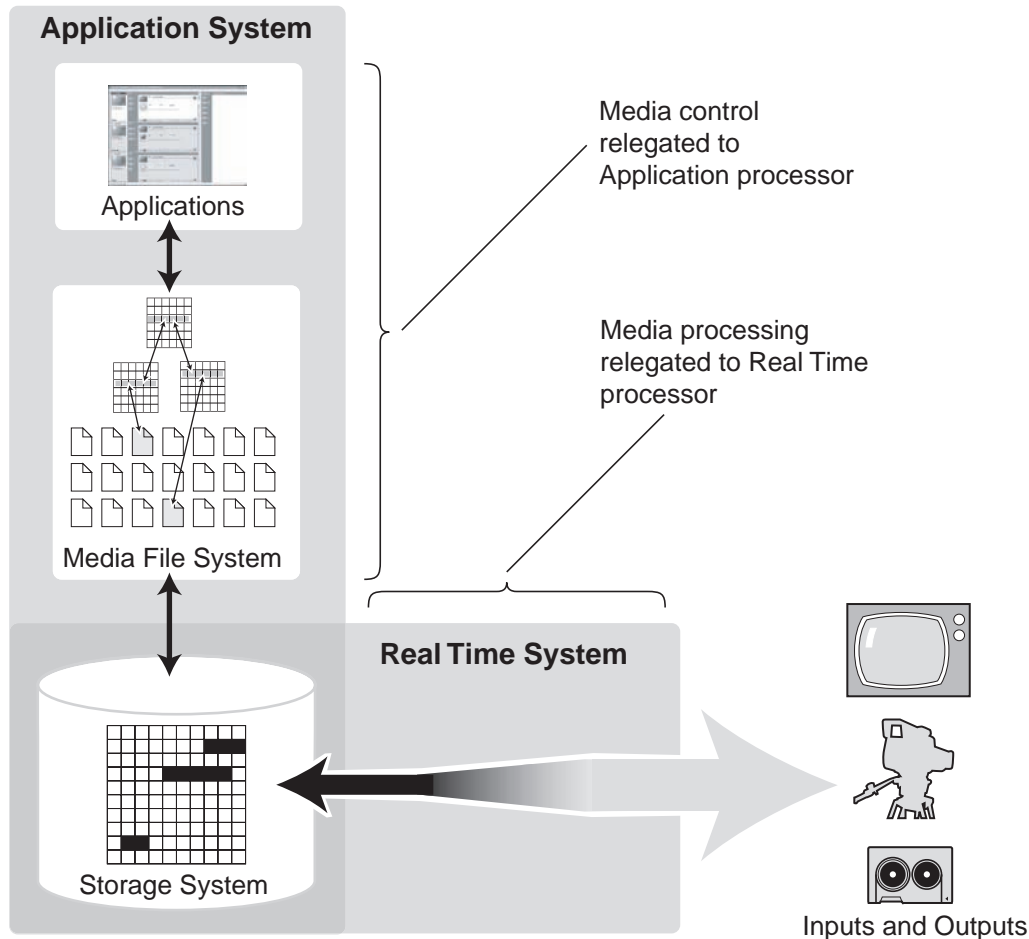 Application System
Applications
Media control
relegated to
Application processor
Media processing
relegated to Real Time
processor
Media File System
Real Time System
Storage System
Inputs and Outputs